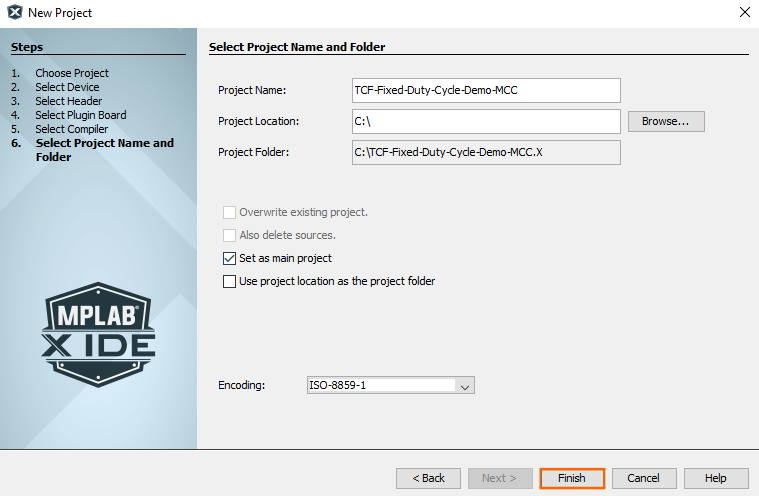 New Project
Steps
1. Choose Project
2. Select Device
3. Select Header
4. Select Plugin Board
5. Select Compiler
6. Select Project Name and
Folder
MPLAB®
X IDE
Select Project Name and Folder
Project Name: TCF-Fixed-Duty-Cycle-Demo-MCC
Project Location: C:\ Browse...
Project Folder: C:\TCF-Fixed-Duty-Cycle-Demo-MCC.X
Overwrite existing project.
Also delete sources.
Set as main project
Use project location as the project folder
Encoding: ISO-8859-1
< Back Next > Finish Cancel Help